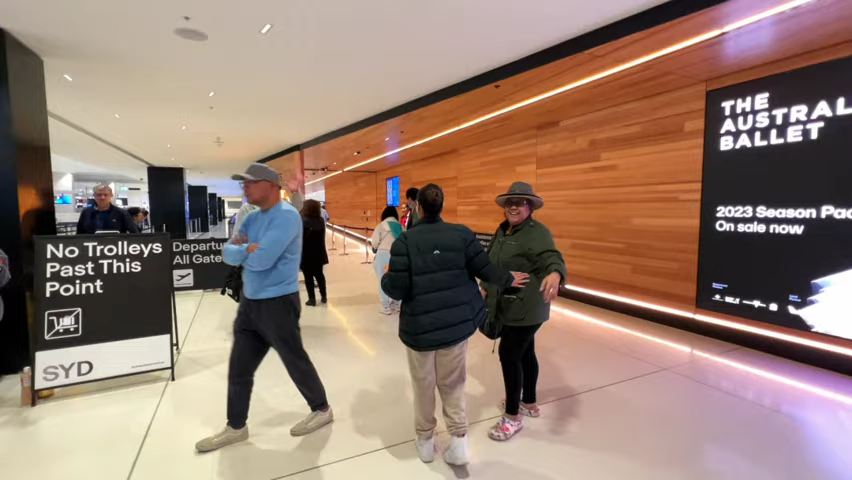 No Trolleys
Past This
Point
SYD
Departu
All Gate
THE
AUSTRAL
BALLET
2023 Season Pac
On sale now